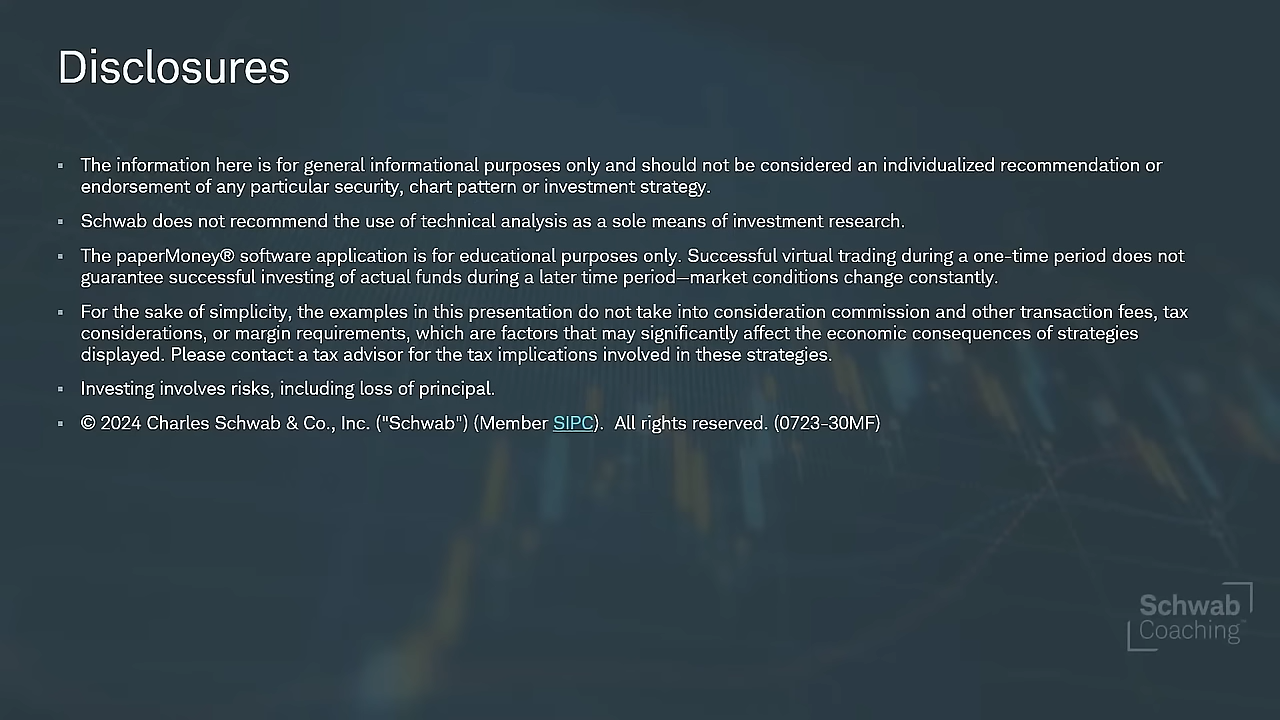 Disclosures
▪ The information here is for general informational purposes only and should not be considered an individualized recommendation or
endorsement of any particular security, chart pattern or investment strategy.
▪ Schwab does not recommend the use of technical analysis as a sole means of investment research.
▪ The paperMoney® software application is for educational purposes only. Successful virtual trading during a one-time period does not
guarantee successful investing of actual funds during a later time period—market conditions change constantly.
▪ For the sake of simplicity, the examples in this presentation do not take into consideration commission and other transaction fees, tax
considerations, or margin requirements, which are factors that may significantly affect the economic consequences of strategies
displayed. Please contact a tax advisor for the tax implications involved in these strategies.
▪ Investing involves risks, including loss of principal.
▪ © 2024 Charles Schwab & Co., Inc. ("Schwab") (Member SIPC).  All rights reserved. (0723-30MF)
Schwab
Coaching™